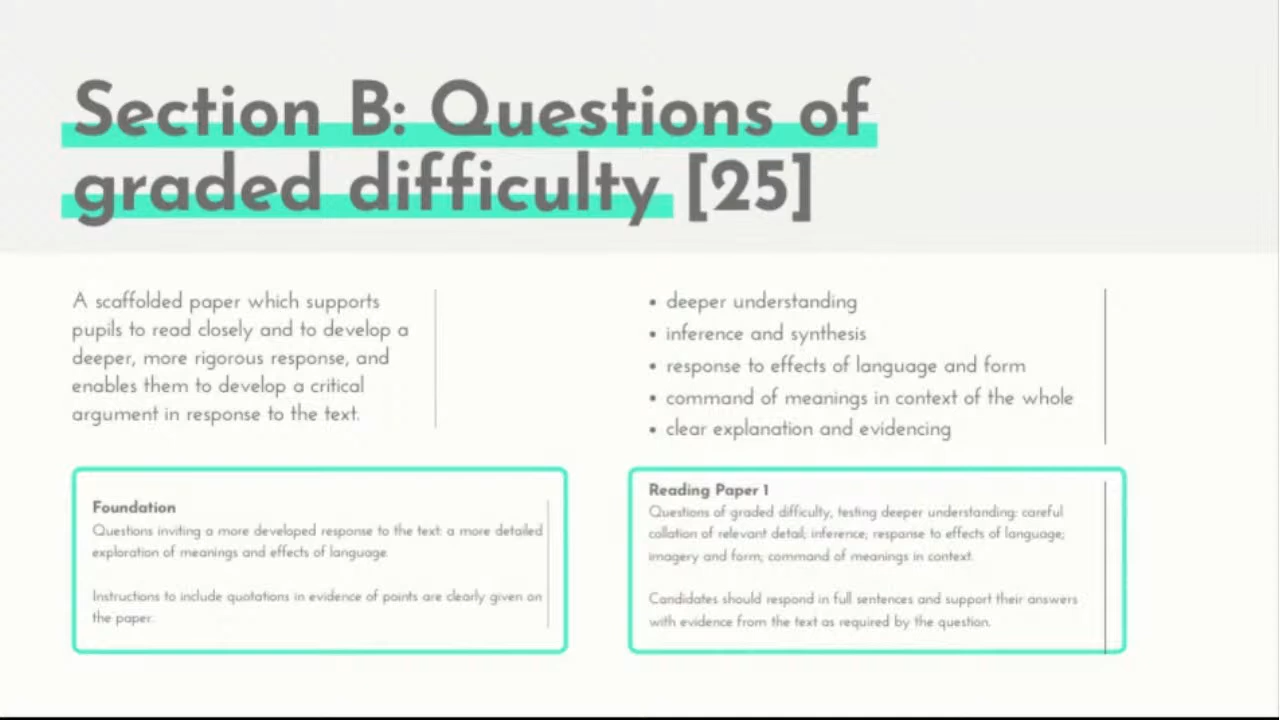 Section B: Questions of
graded difficulty [25]
A scaffolded paper which supports
pupils to read closely and to develop a
deeper, more rigorous response, and
enables them to develop a critical
argument in response to the text.
• deeper understanding
• inference and synthesis
• response to effects of language and form
• command of meanings in context of the whole
• clear explanation and evidencing
Foundation
Questions inviting a more developed response to the text: a more detailed
exploration of meanings and effects of language.
Instructions to include quotations in evidence of points are clearly given on
the paper.
Reading Paper 1
Questions of graded difficulty, testing deeper understanding: careful
collation of relevant detail; inference; response to effects of language;
imagery and form; command of meanings in context.
Candidates should respond in full sentences and support their answers
with evidence from the text as required by the question.